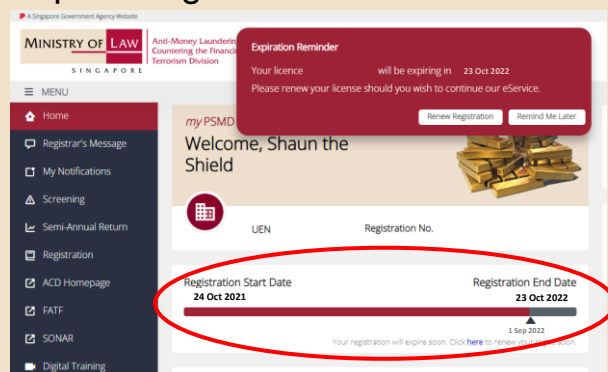 A Singapore Government Agency Website
MINISTRY OF LAW
SINGAPORE
Anti-Money Laundering
Countering the Financi
Terrorism Division
Expiration Reminder
Your licence will be expiring in 23 Oct 2022
Please renew your license should you wish to continue our eService.
Renew Registration Remind Me Later
MENU
Home
Registrar's Message
My Notifications
Screening
Semi-Annual Return
Registration
ACD Homepage
FATF
SONAR
Digital Training
myPSMD
Welcome, Shaun the
Shield
UEN Registration No.
Registration Start Date Registration End Date
24 Oct 2021 23 Oct 2022
1 Sep 2022
Your registration will expire soon. Click here to renew your registration.